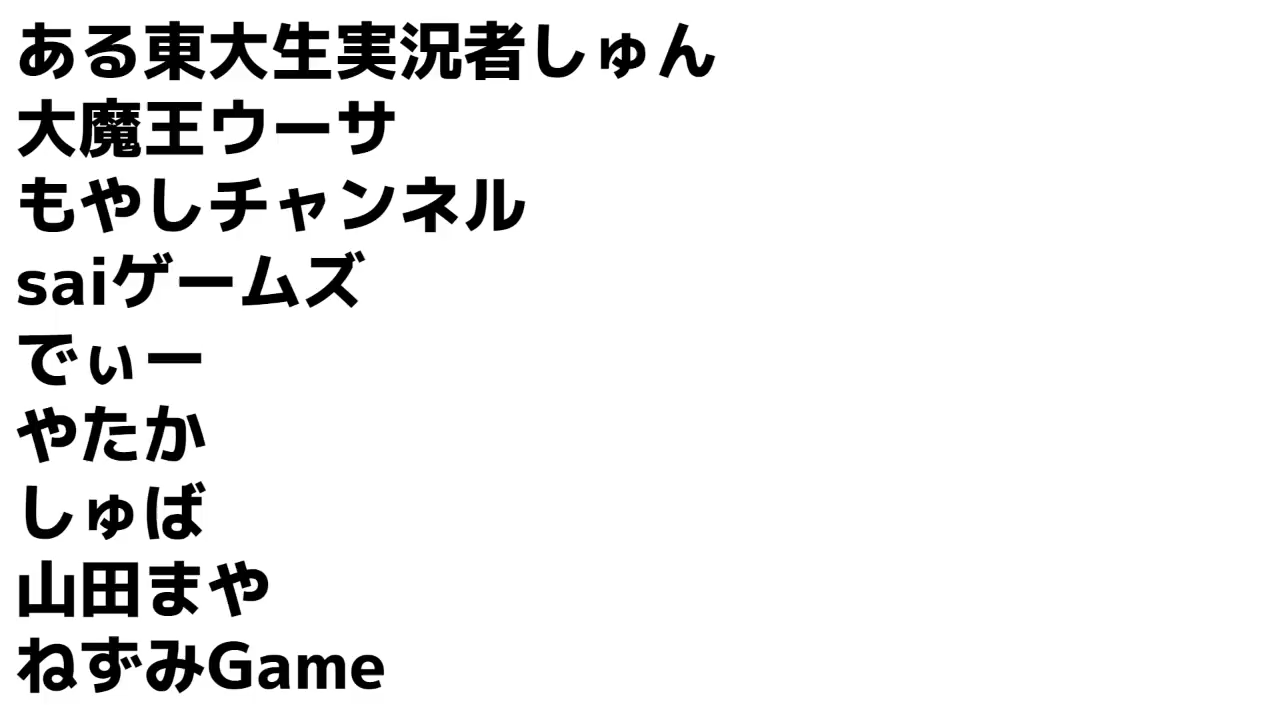 ある東大生実況者しゅん
大魔王ウーサ
もやしチャンネル
saiゲームズ
でぃー
やたか
しゅば
山田まや
ねずみGame